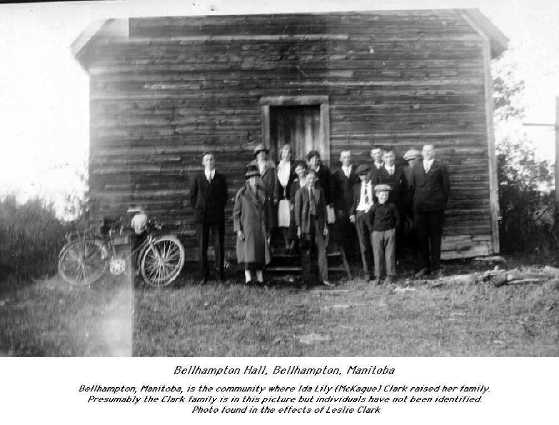 Bellhampton Hall, Bellhampton, Manitoba
Bellhampton, Manitoba, is the community where Ida Lily (McKague) Clark raised her family.
Presumably the Clark family is in this picture but individuals have not been identified.
Photo found in the effects of Leslie Clark